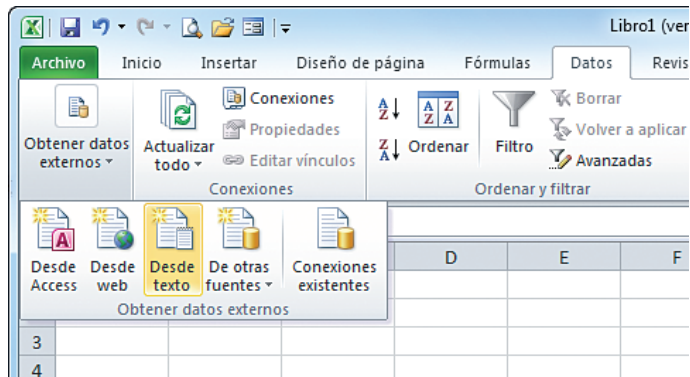 Libro1 (ver
Archivo Inicio Insertar Diseño de página Fórmulas Datos Revis
Obtener datos
externos
Actualizar
todo
Conexiones
Propiedades
Editar vínculos
Conexiones
A
Z
Z
A
A Z
Z A
Ordenar
Filtro
Borrar
Volver a aplicar
Avanzadas
Ordenar y filtrar
Desde
Access
Desde
web
Desde
texto
De otras
fuentes
Conexiones
existentes
Obtener datos externos
D E F
3
4